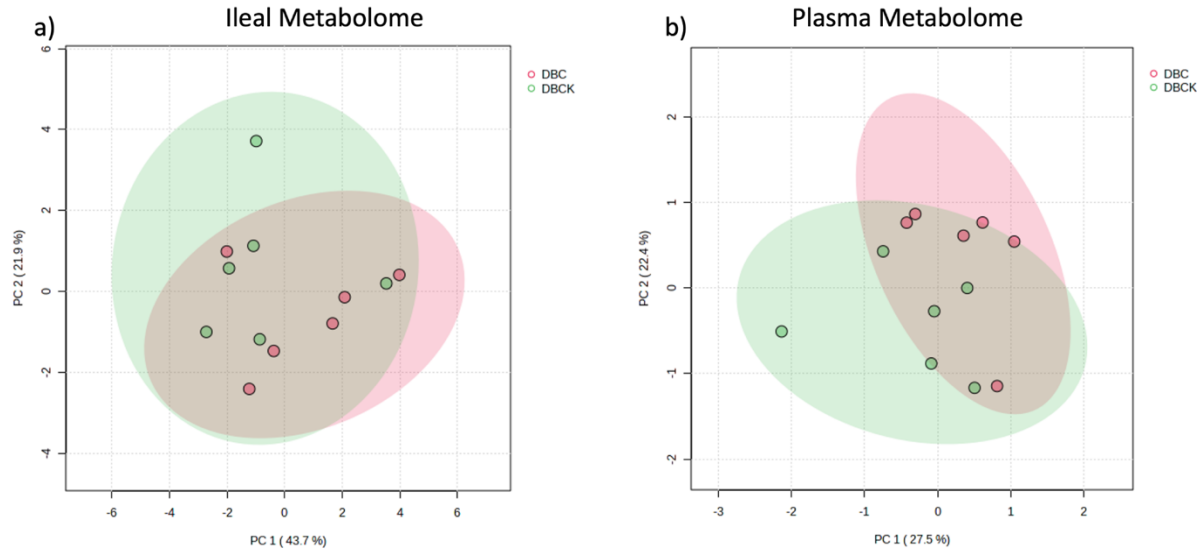 a)
Ileal Metabolome
6
4
2
0
-2
-4
PC 2 ( 21.9 %)
-6
-4
-2
0
2
4
6
PC 1 ( 43.7 %)
DBC
DBCK
b)
Plasma Metabolome
2
1
0
-1
-2
PC 2 ( 22.4 %)
-3
-2
-1
0
1
2
PC 1 ( 27.5 %)
DBC
DBCK